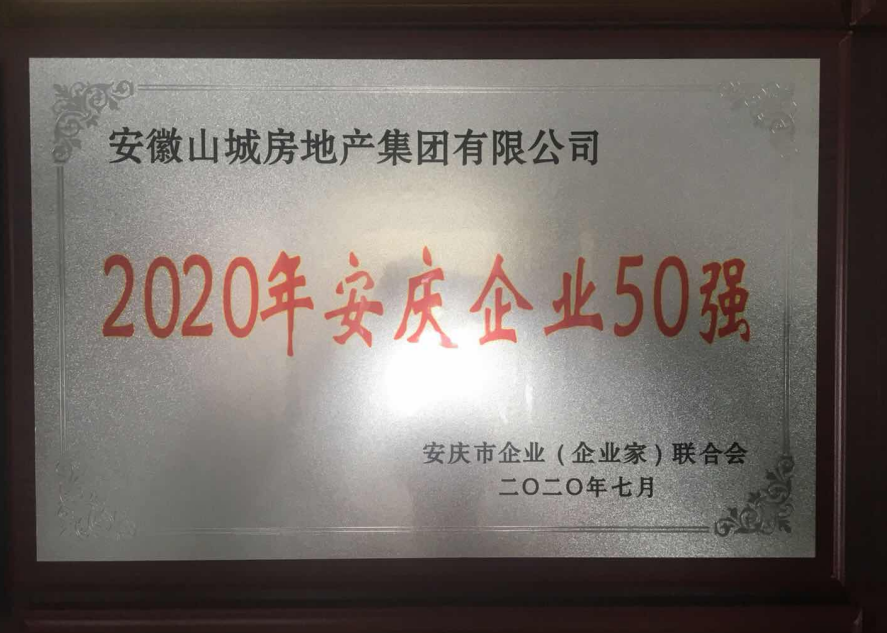 安徽山城房地产集团有限公司
2020年安庆企业50强
安庆市企业（企业家）联合会
二〇二〇年七月